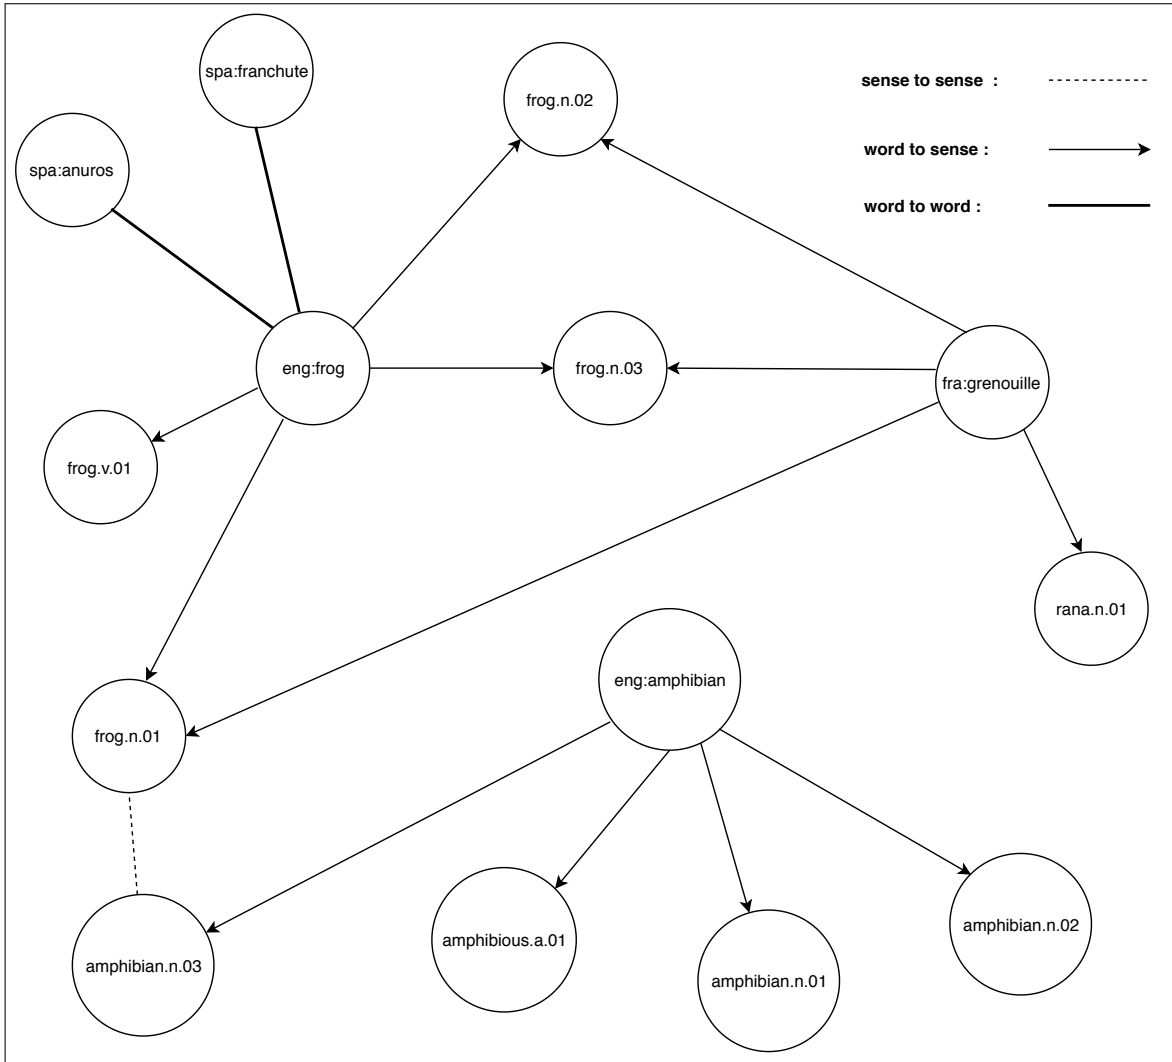 spa:franchute
frog.n.02
sense to sense :
word to sense :
spa:anuros
word to word :
eng:frog
frog.n.03
fra:grenouille
frog.v.01
rana.n.01
eng:amphibian
frog.n.01
amphibian.n.03
amphibious.a.01
amphibian.n.01
amphibian.n.02